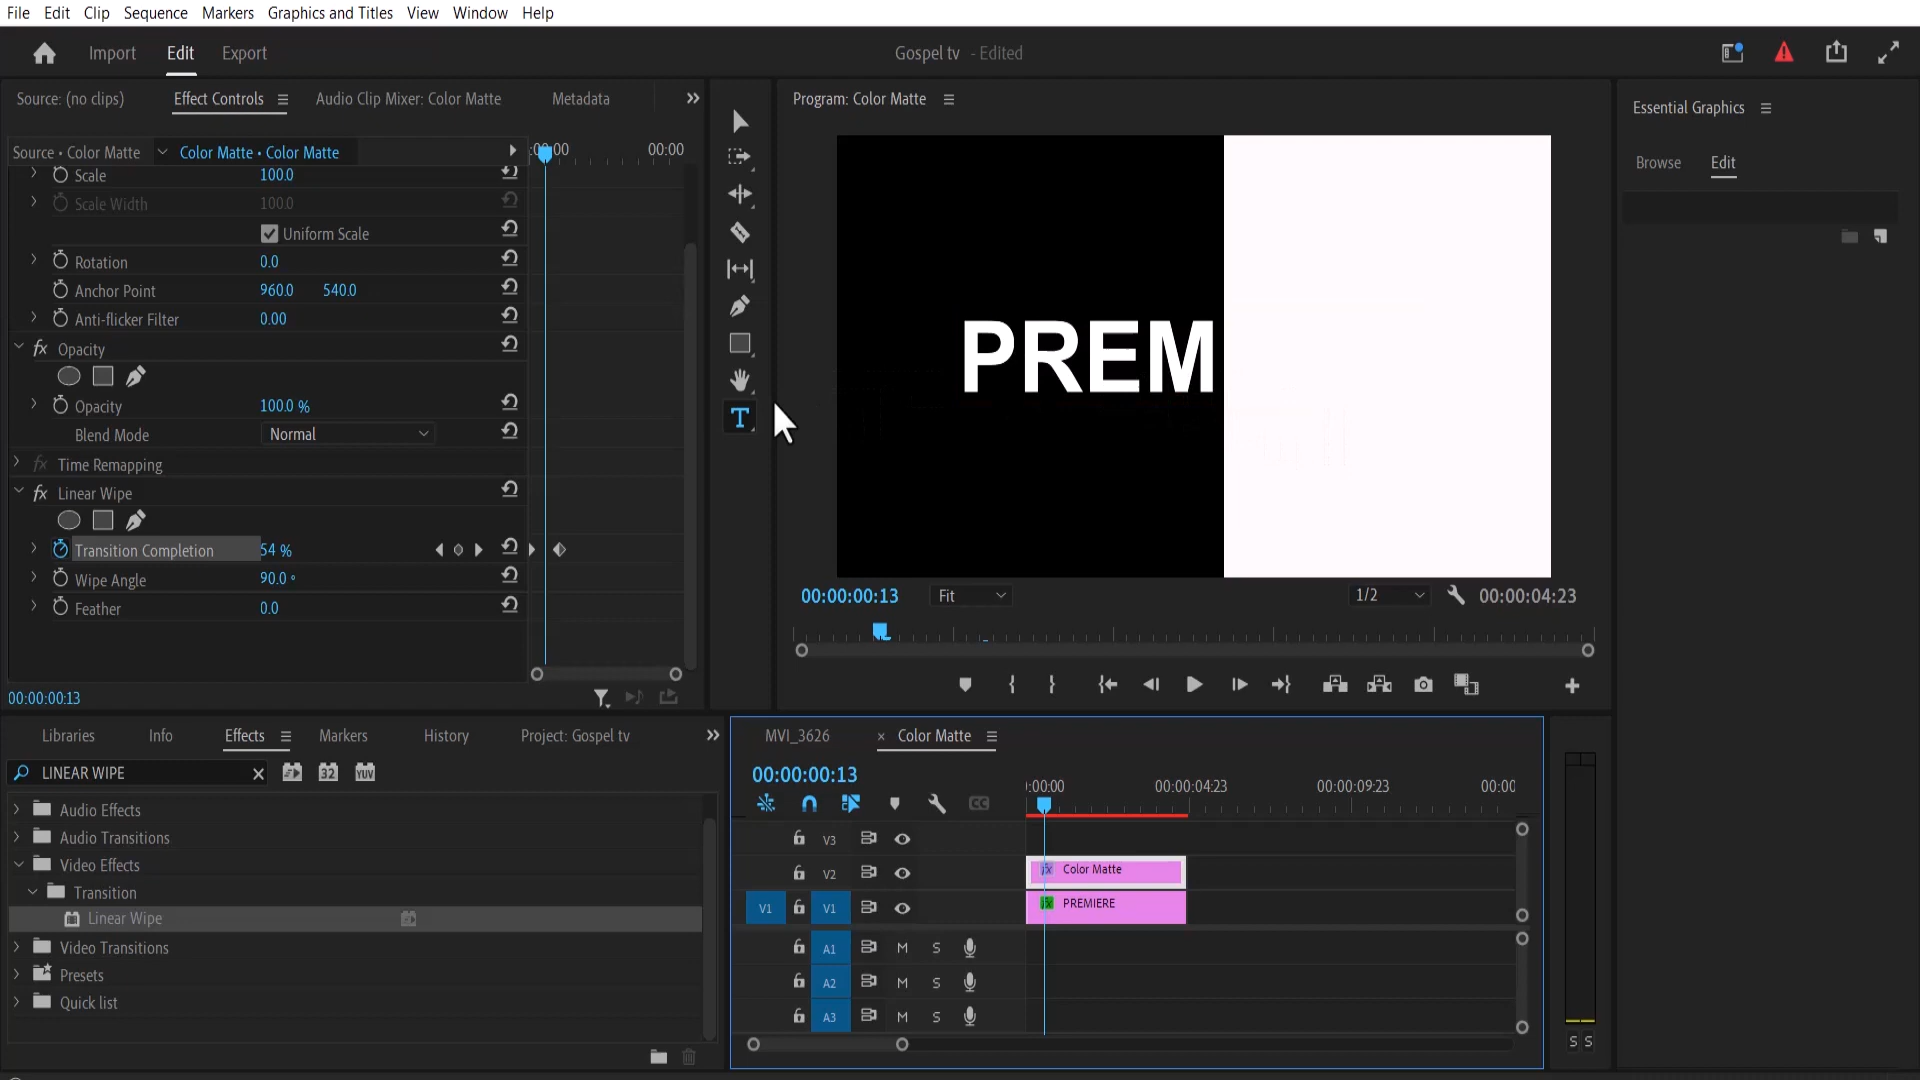 File Edit Clip Sequence Markers Graphics and Titles View Window Help
Import Edit Export
Gospel tv - Edited
Source: (no clips) Effect Controls Audio Clip Mixer: Color Matte Metadata
Source • Color Matte Color Matte • Color Matte
:00:00 00:00
Scale 100.0
Scale Width 100.0
Uniform Scale
Rotation 0.0
Anchor Point 960.0 540.0
Anti-flicker Filter 0.00
fx Opacity
Opacity 100.0 %
Blend Mode Normal
fx Time Remapping
fx Linear Wipe
Transition Completion 54 %
Wipe Angle 90.0 °
Feather 0.0
00:00:00:13
T
Program: Color Matte
PREM
00:00:00:13 Fit 1/2 00:00:04:23
Essential Graphics
Browse Edit
Libraries Info Effects Markers History Project: Gospel tv
LINEAR WIPE 32 YUV
Audio Effects
Audio Transitions
Video Effects
Transition
Linear Wipe
Video Transitions
Presets
Quick list
MVI_3626 × Color Matte
00:00:00:13
:00:00 00:00:04:23 00:00:09:23 00:00
CC
V3
V2 fx Color Matte
V1 V1 fx PREMIERE
A1 M S
A2 M S
A3 M S
S S